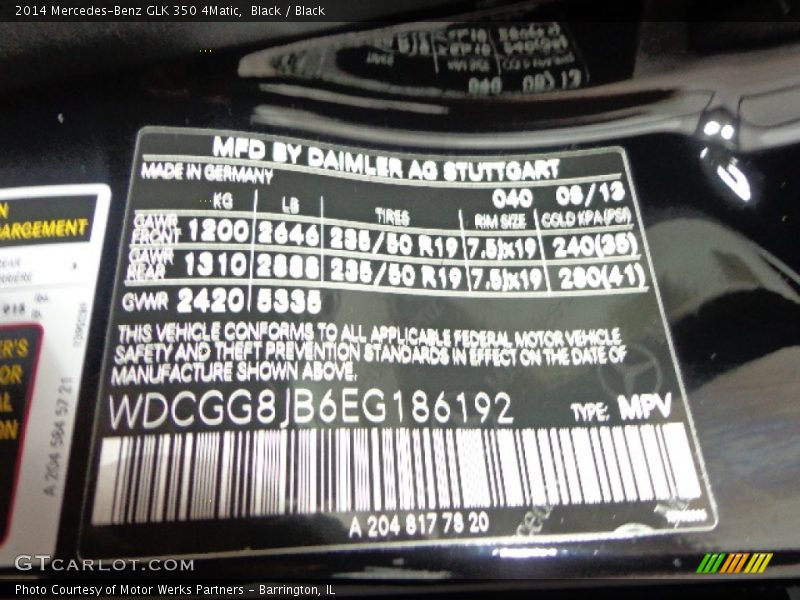 2014 Mercedes-Benz GLK 350 4Matic, Black / Black
MFD BY DAIMLER AG STUTTGART
MADE IN GERMANY
040 08/13
KG LB TIRES RIM SIZE COLD KPA(PSI)
GAWR FRONT 1200 2646 235/50 R19 7.5Jx19 240(35)
GAWR REAR 1310 2888 235/50 R19 7.5Jx19 280(41)
GVWR 2420 5335
THIS VEHICLE CONFORMS TO ALL APPLICABLE FEDERAL MOTOR VEHICLE
SAFETY AND THEFT PREVENTION STANDARDS IN EFFECT ON THE DATE OF
MANUFACTURE SHOWN ABOVE.
WDCGG8JB6EG186192 TYPE: MPV
A 204 817 78 20
A 204 584 57 21
GTCARLOT.COM
Photo Courtesy of Motor Werks Partners - Barrington, IL